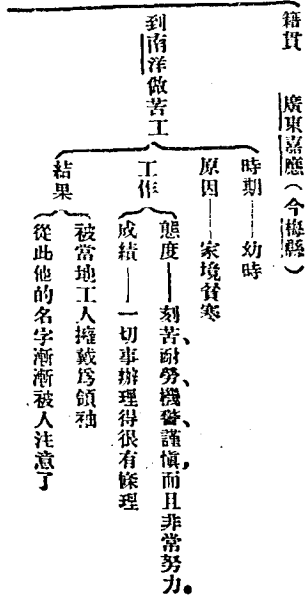 籍貫 廣東嘉應(今梅縣)
到南洋做苦工
時期——幼時
原因——家境貧寒
工作
態度——刻苦、耐勞、機警、謹慎,而且非常努力。
成績——一切事辦理得很有條理
結果
被當地工人擁戴爲領袖
從此他的名字漸漸被人注意了